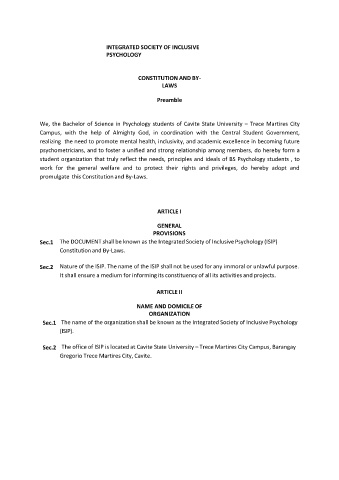 INTEGRATED SOCIETY OF INCLUSIVE
PSYCHOLOGY
CONSTITUTION AND BY-
LAWS
Preamble
We, the Bachelor of Science in Psychology students of Cavite State University – Trece Martires City
Campus, with the help of Almighty God, in coordination with the Central Student Government,
realizing the need to promote mental health, inclusivity, and academic excellence in becoming future
psychometricians, and to foster a unified and strong relationship among members, do hereby form a
student organization that truly reflect the needs, principles and ideals of BS Psychology students , to
work for the general welfare and to protect their rights and privileges, do hereby adopt and
promulgate this Constitution and By-Laws.
ARTICLE I
GENERAL
PROVISIONS
Sec.1 The DOCUMENT shall be known as the Integrated Society of Inclusive Psychology (ISIP)
Constitution and By-Laws.
Sec.2 Nature of the ISIP. The name of the ISIP shall not be used for any immoral or unlawful purpose.
It shall ensure a medium for informing its constituency of all its activities and projects.
ARTICLE II
NAME AND DOMICILE OF
ORGANIZATION
Sec.1 The name of the organization shall be known as the Integrated Society of Inclusive Psychology
(ISIP).
Sec.2 The office of ISIP is located at Cavite State University – Trece Martires City Campus, Barangay
Gregorio Trece Martires City, Cavite.